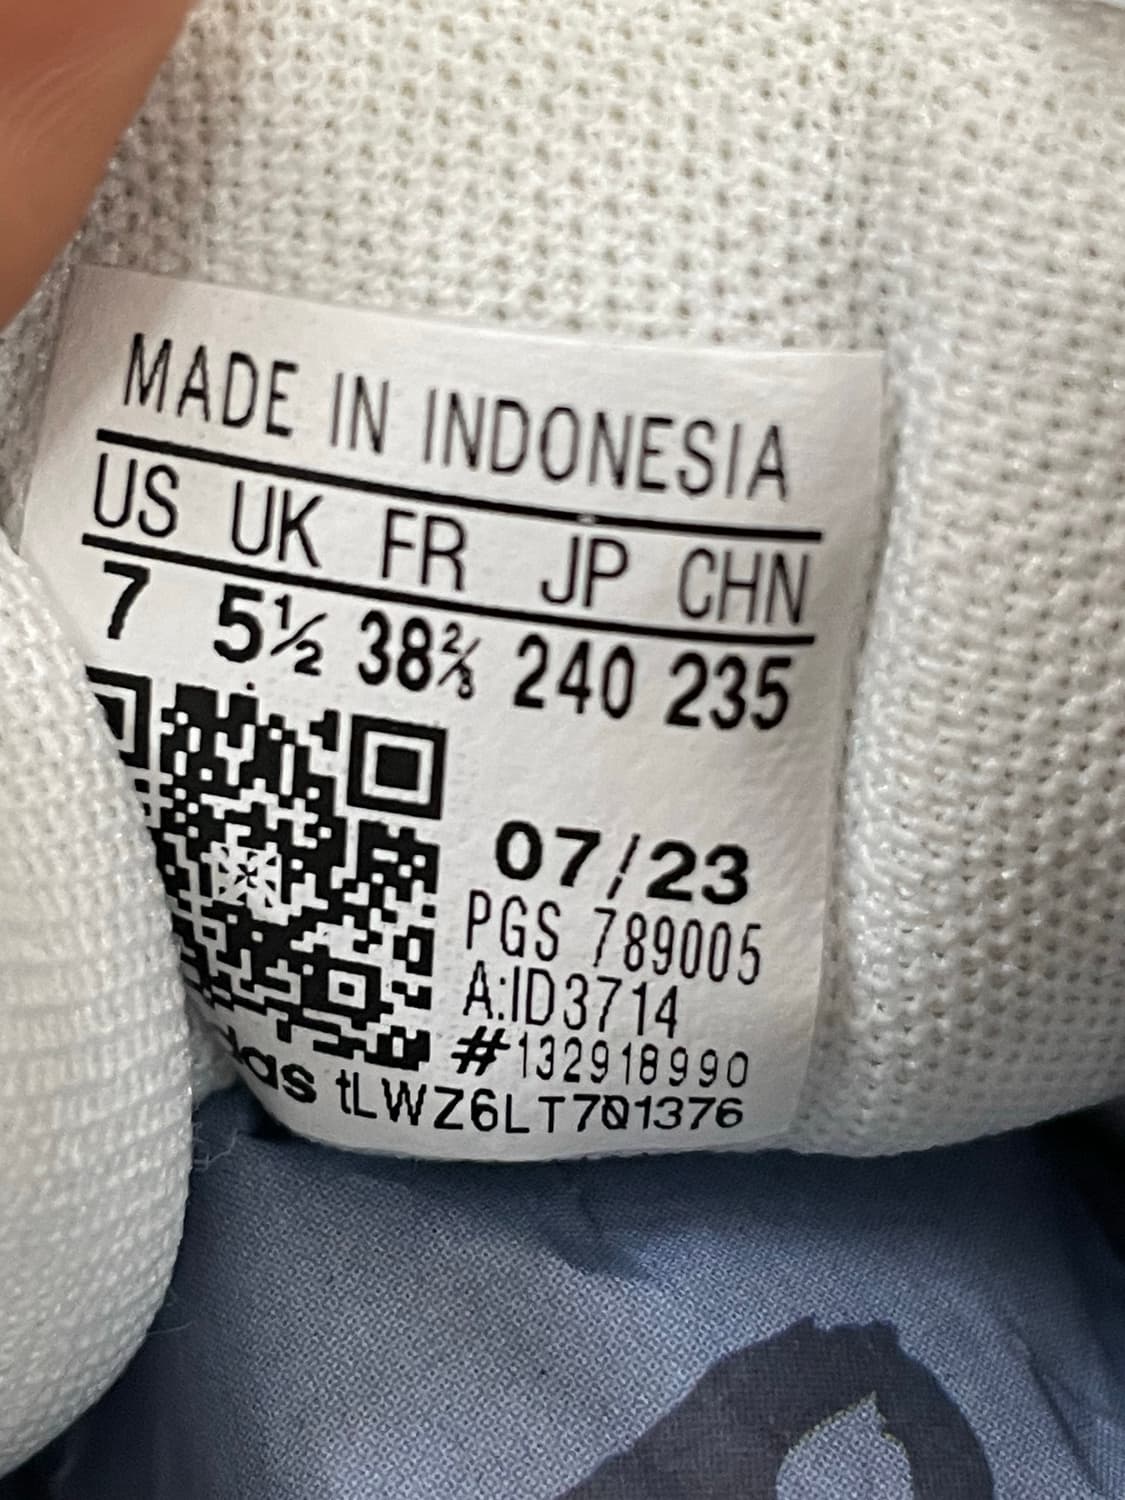 MADE IN INDONESIA
US UK FR JP CHN
7 5½ 38⅔ 240 235
07/23
PGS 789005
A:ID3714
#132918990
tLWZ6LT701376